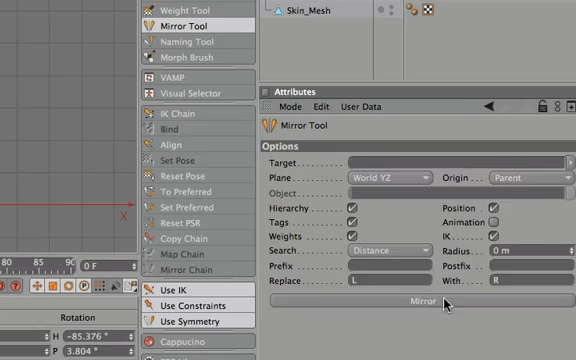 Weight Tool
Mirror Tool
Naming Tool
Morph Brush
VAMP
Visual Selector
IK Chain
Bind
Align
Set Pose
Reset Pose
To Preferred
Set Preferred
Reset PSR
Copy Chain
Map Chain
Mirror Chain
Use IK
Use Constraints
Use Symmetry
Cappucino
X
80 85 90
0 F
Rotation
H -85.376 °
P 3.804 °
Skin_Mesh
Attributes
Mode Edit User Data
Mirror Tool
Options
Target
Plane World YZ Origin Parent
Object
Hierarchy Position
Tags Animation
Weights IK
Search Distance Radius 0 m
Prefix Postfix
Replace L With R
Mirror